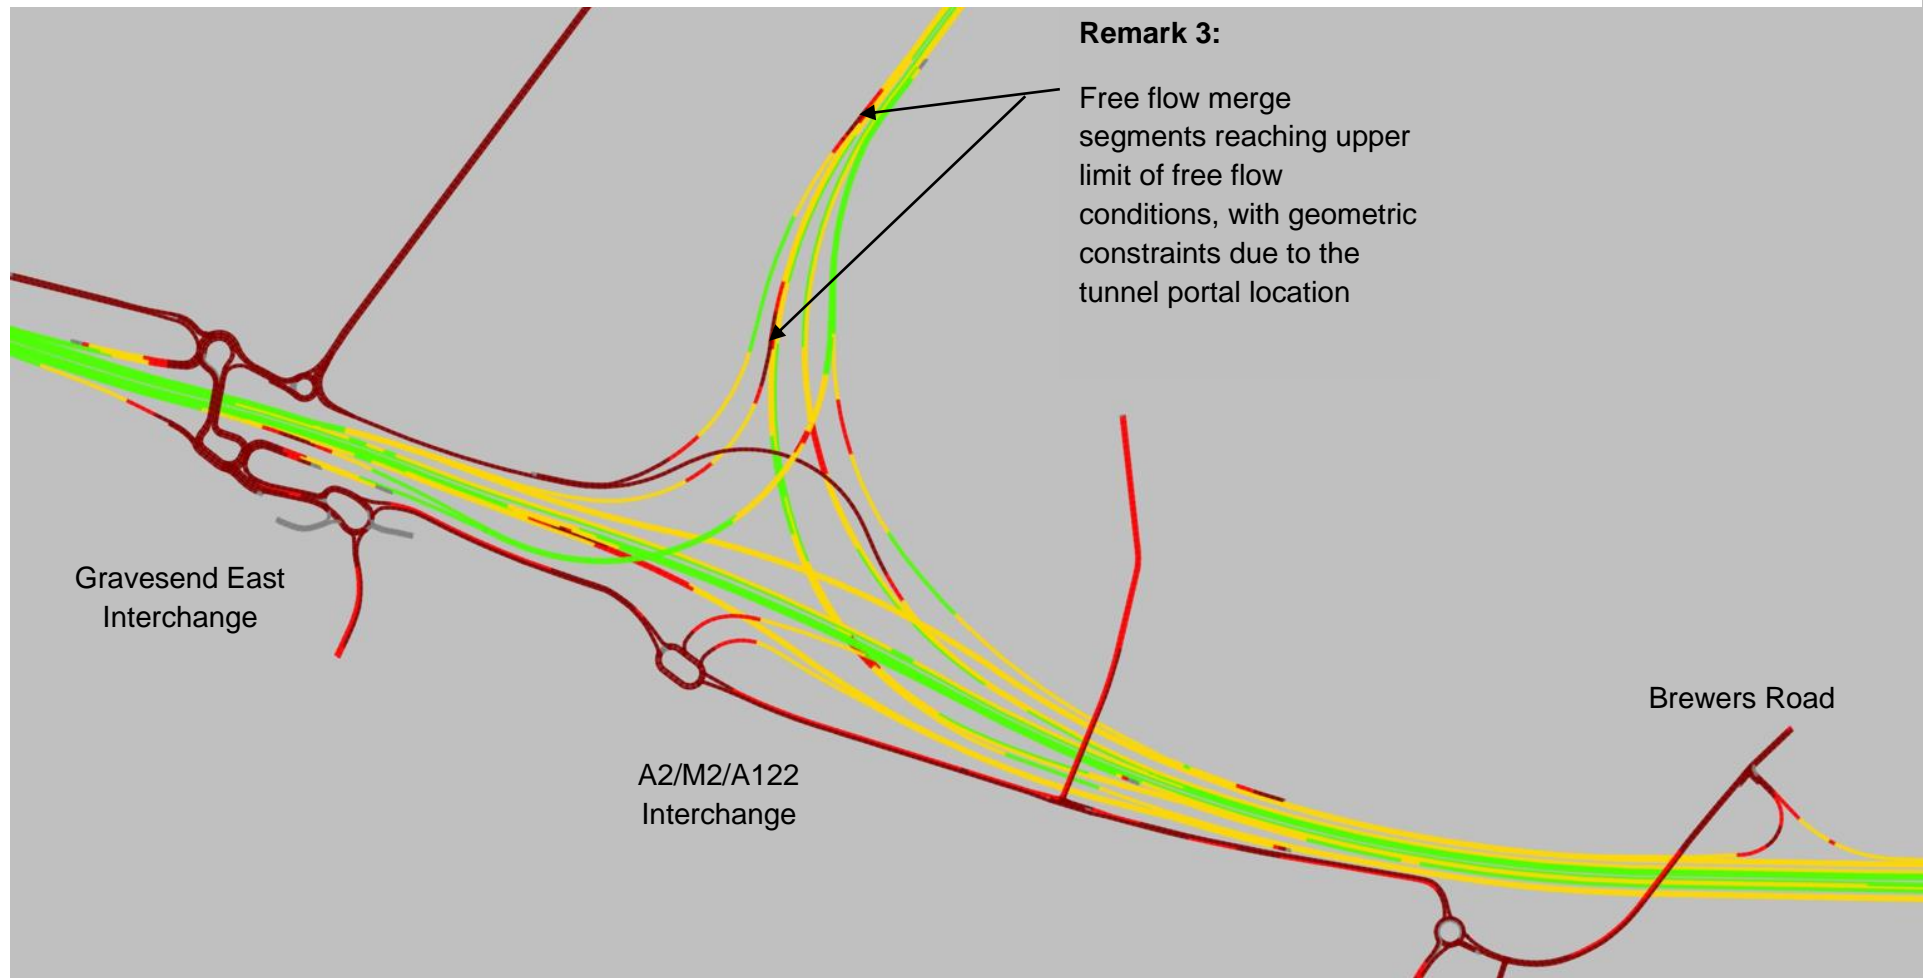 Remark 3:
Free flow merge
segments reaching upper
limit of free flow
conditions, with geometric
constraints due to the
tunnel portal location
Gravesend East
Interchange
A2/M2/A122
Interchange
Brewers Road